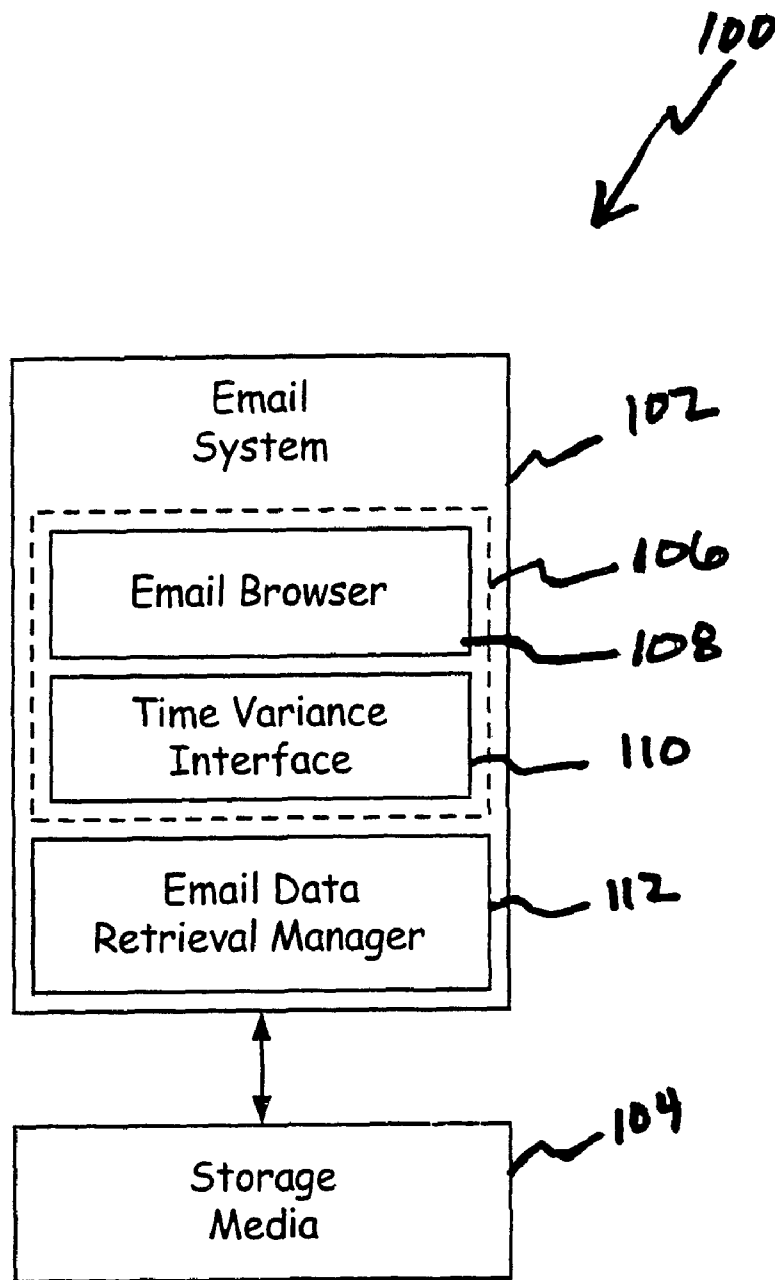 100
Email
System
102
106
Email Browser
108
Time Variance
Interface
110
Email Data
Retrieval Manager
112
104
Storage
Media